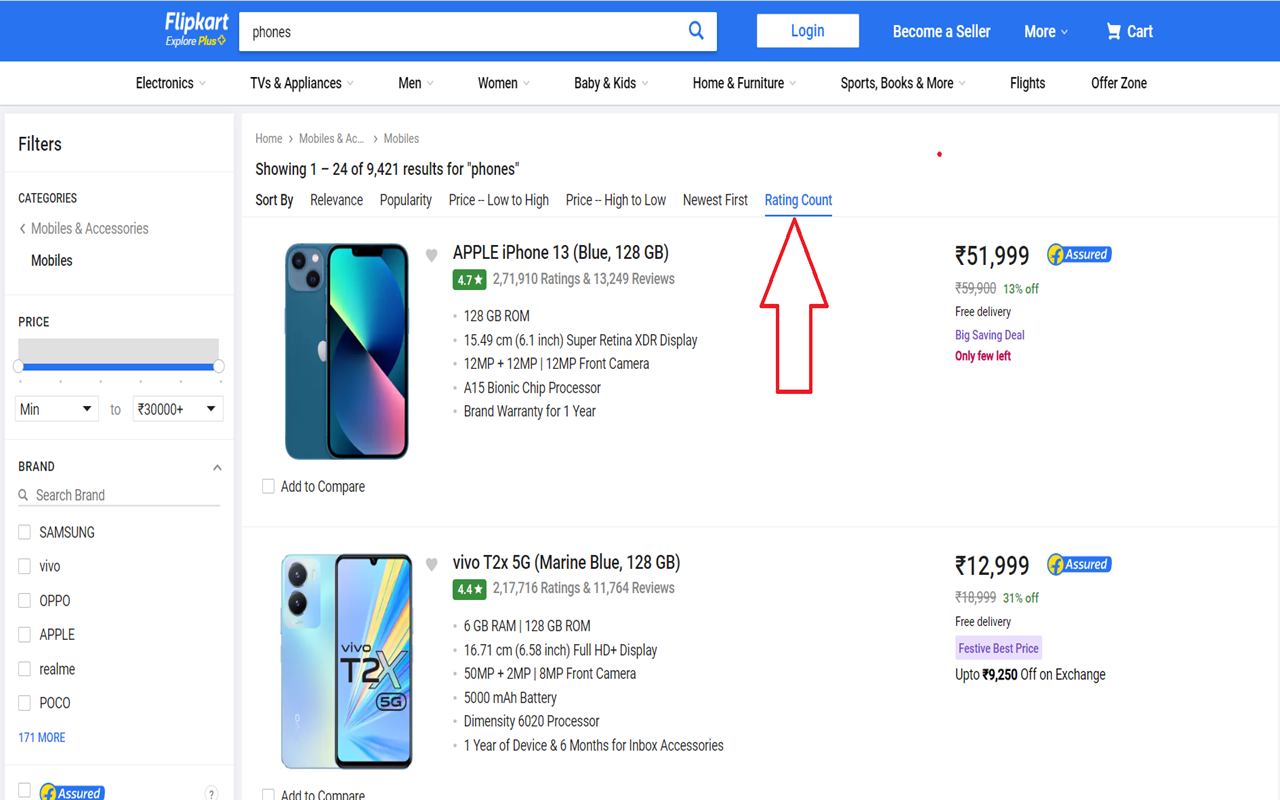 Flipkart
Explore Plus
phones
Login
Become a Seller
More
Cart
Electronics
TVs & Appliances
Men
Women
Baby & Kids
Home & Furniture
Sports, Books & More
Flights
Offer Zone
Filters
CATEGORIES
Mobiles & Accessories
Mobiles
PRICE
Min
to
₹30000+
BRAND
Search Brand
SAMSUNG
vivo
OPPO
APPLE
realme
POCO
171 MORE
Assured
?
Home
Mobiles & Ac...
Mobiles
Showing 1 – 24 of 9,421 results for "phones"
Sort By
Relevance
Popularity
Price -- Low to High
Price -- High to Low
Newest First
Rating Count
APPLE iPhone 13 (Blue, 128 GB)
4.7★ 2,71,910 Ratings & 13,249 Reviews
• 128 GB ROM
• 15.49 cm (6.1 inch) Super Retina XDR Display
• 12MP + 12MP | 12MP Front Camera
• A15 Bionic Chip Processor
• Brand Warranty for 1 Year
₹51,999
Assured
₹59,900 13% off
Free delivery
Big Saving Deal
Only few left
Add to Compare
vivo
T2X
5G
vivo T2x 5G (Marine Blue, 128 GB)
4.4★ 2,17,716 Ratings & 11,764 Reviews
• 6 GB RAM | 128 GB ROM
• 16.71 cm (6.58 inch) Full HD+ Display
• 50MP + 2MP | 8MP Front Camera
• 5000 mAh Battery
• Dimensity 6020 Processor
• 1 Year of Device & 6 Months for Inbox Accessories
₹12,999
Assured
₹18,999 31% off
Free delivery
Festive Best Price
Upto ₹9,250 Off on Exchange
Add to Compare